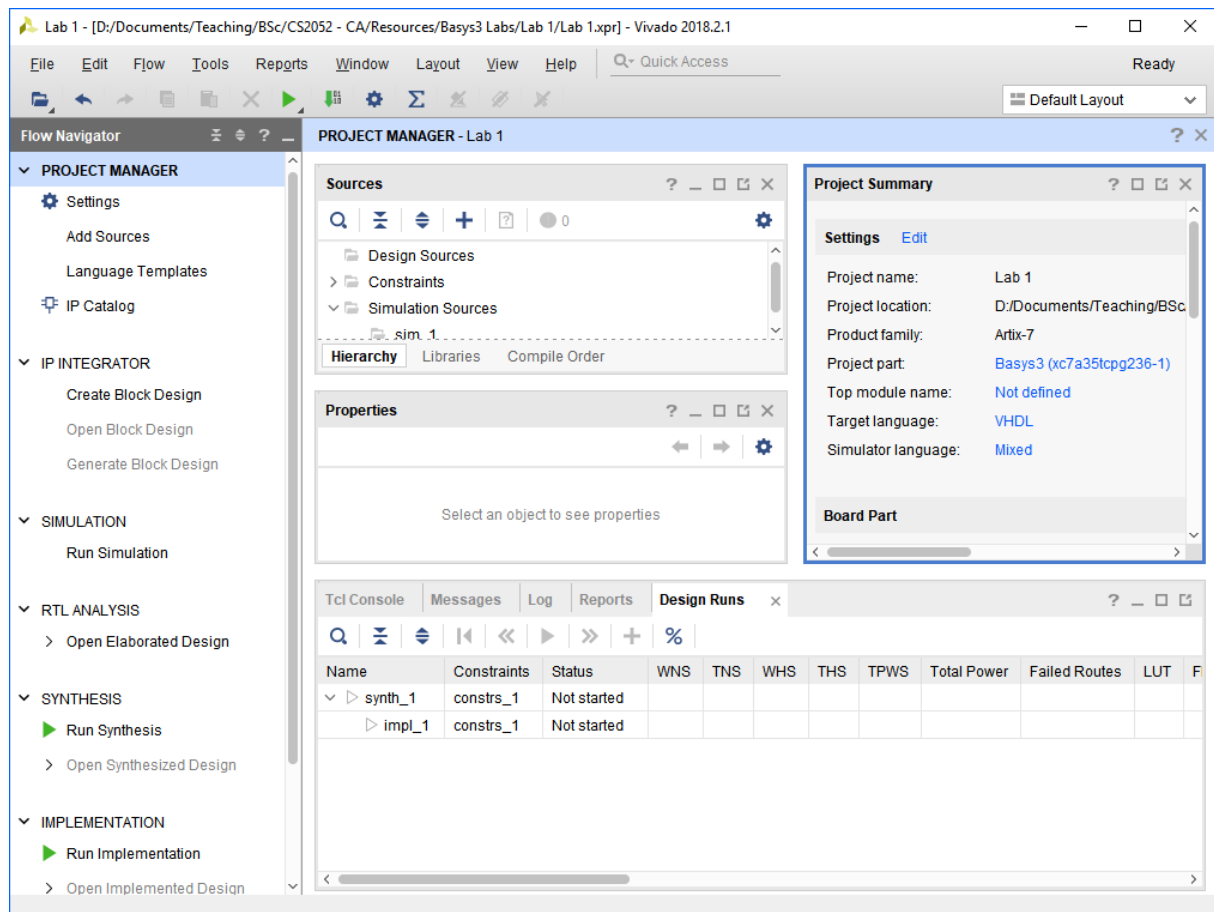 Lab 1 - [D:/Documents/Teaching/BSc/CS2052 - CA/Resources/Basys3 Labs/Lab 1/Lab 1.xpr] - Vivado 2018.2.1
File Edit Flow Tools Reports Window Layout View Help Quick Access Ready
Default Layout
Flow Navigator
PROJECT MANAGER
Settings
Add Sources
Language Templates
IP Catalog
IP INTEGRATOR
Create Block Design
Open Block Design
Generate Block Design
SIMULATION
Run Simulation
RTL ANALYSIS
Open Elaborated Design
SYNTHESIS
Run Synthesis
Open Synthesized Design
IMPLEMENTATION
Run Implementation
Open Implemented Design
PROJECT MANAGER - Lab 1
Sources
0
Design Sources
Constraints
Simulation Sources
sim_1
Hierarchy Libraries Compile Order
Properties
Select an object to see properties
Project Summary
Settings Edit
Project name: Lab 1
Project location: D:/Documents/Teaching/BSc
Product family: Artix-7
Project part: Basys3 (xc7a35tcpg236-1)
Top module name: Not defined
Target language: VHDL
Simulator language: Mixed
Board Part
Tcl Console Messages Log Reports Design Runs
Name Constraints Status WNS TNS WHS THS TPWS Total Power Failed Routes LUT F
synth_1 constrs_1 Not started
impl_1 constrs_1 Not started